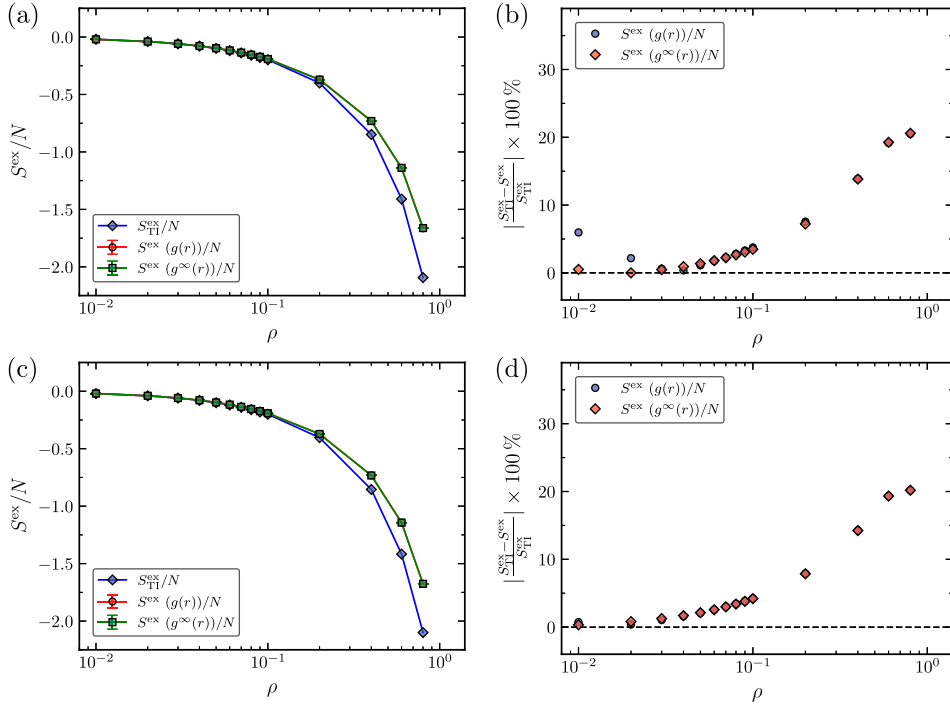 (a)
0.0
−0.5
−1.0
−1.5
−2.0
S^ex/N
S^ex_TI/N
S^ex (g(r))/N
S^ex (g^∞(r))/N
10^−2
10^−1
10^0
ρ
(b)
S^ex (g(r))/N
S^ex (g^∞(r))/N
30
20
10
0
|S^ex_TI−S^ex/S^ex_TI| × 100 %
10^−2
10^−1
10^0
ρ
(c)
0.0
−0.5
−1.0
−1.5
−2.0
S^ex/N
S^ex_TI/N
S^ex (g(r))/N
S^ex (g^∞(r))/N
10^−2
10^−1
10^0
ρ
(d)
S^ex (g(r))/N
S^ex (g^∞(r))/N
30
20
10
0
|S^ex_TI−S^ex/S^ex_TI| × 100 %
10^−2
10^−1
10^0
ρ